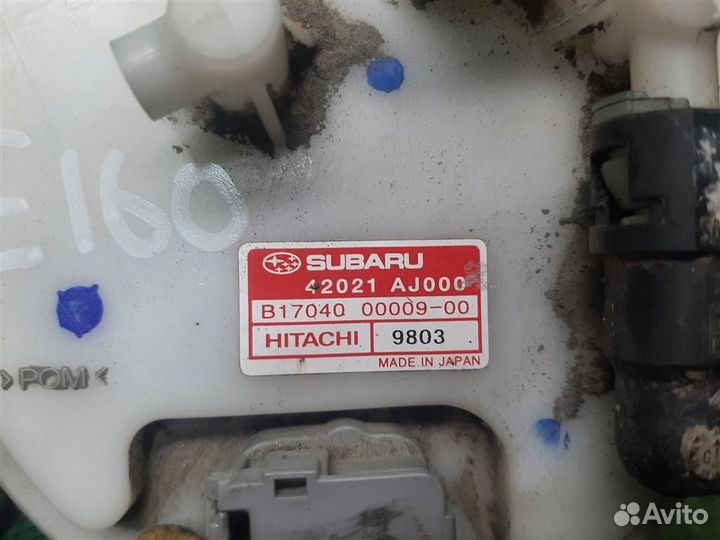 E160
SUBARU
42021 AJ000
B17040 00009-00
HITACHI 9803
MADE IN JAPAN
>POM<
Avito